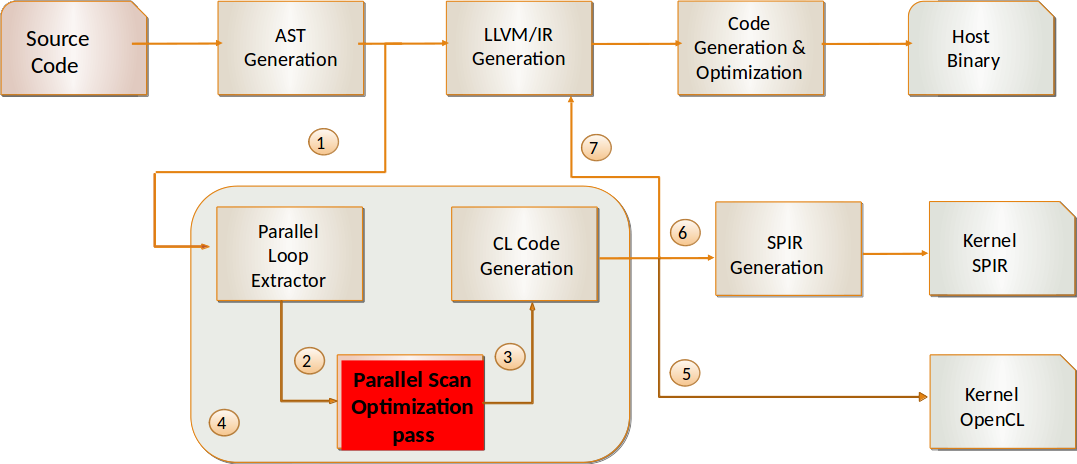 Source
Code
AST
Generation
LLVM/IR
Generation
Code
Generation &
Optimization
Host
Binary
1
7
Parallel
Loop
Extractor
CL Code
Generation
6
SPIR
Generation
Kernel
SPIR
2
3
Parallel Scan
Optimization
pass
4
5
Kernel
OpenCL